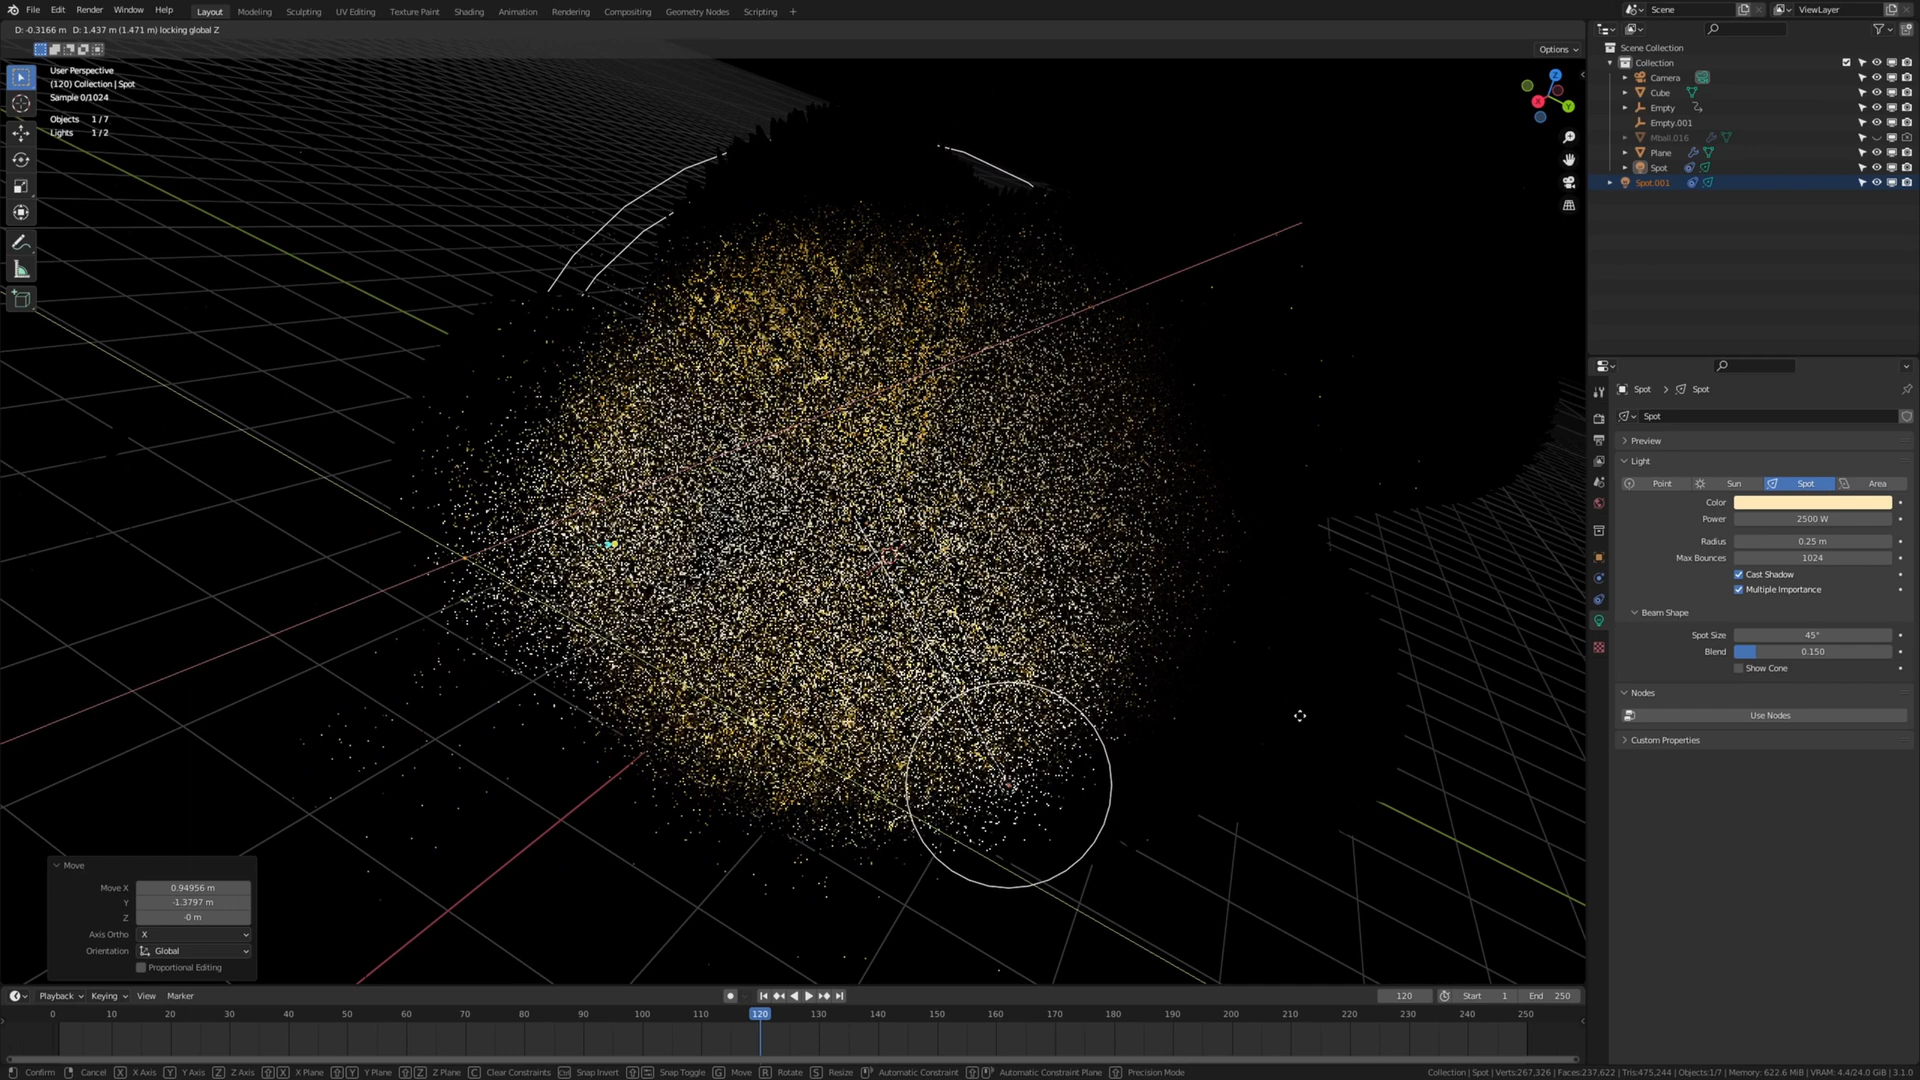 File Edit Render Window Help Layout Modeling Sculpting UV Editing Texture Paint Shading Animation Rendering Compositing Geometry Nodes Scripting + Scene ViewLayer
D: -0.3166 m D: 1.437 m (1.471 m) locking global Z
Options
User Perspective
(120) Collection | Spot
Sample 0/1024
Objects 1 / 7
Lights 1 / 2
Z
X
Y
Scene Collection
Collection
Camera
Cube
Empty
Empty.001
Mball.016
Plane
Spot
Spot.001
Spot > Spot
Spot
Preview
Light
Point Sun Spot Area
Color
Power 2500 W
Radius 0.25 m
Max Bounces 1024
Cast Shadow
Multiple Importance
Beam Shape
Spot Size 45°
Blend 0.150
Show Cone
Nodes
Use Nodes
Custom Properties
Move
Move X 0.94956 m
Y -1.3797 m
Z -0 m
Axis Ortho X
Orientation Global
Proportional Editing
Playback Keying View Marker 120 Start 1 End 250
0 10 20 30 40 50 60 70 80 90 100 110 120 130 140 150 160 170 180 190 200 210 220 230 240 250
Confirm Cancel X X Axis Y Y Axis Z Z Axis X X Plane Y Y Plane Z Z Plane C Clear Constraints Snap Invert Snap Toggle G Move R Rotate S Resize Automatic Constraint Automatic Constraint Plane Precision Mode Collection | Spot | Verts:267,326 | Faces:237,622 | Tris:475,244 | Objects:1/7 | Memory: 622.6 MiB | VRAM: 4.4/24.0 GiB | 3.1.0